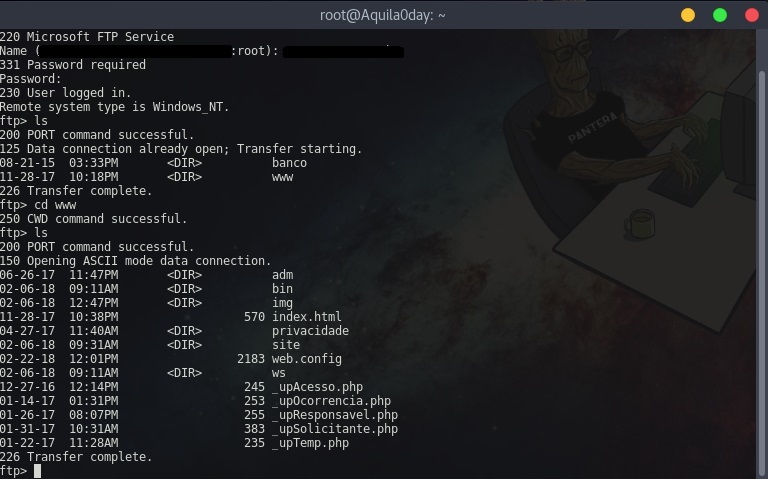 root@Aquila0day: ~
220 Microsoft FTP Service
Name (:root):
331 Password required
Password:
230 User logged in.
Remote system type is Windows_NT.
ftp> ls
200 PORT command successful.
125 Data connection already open; Transfer starting.
08-21-15  03:33PM       <DIR>          banco
11-28-17  10:18PM       <DIR>          www
226 Transfer complete.
ftp> cd www
250 CWD command successful.
ftp> ls
200 PORT command successful.
150 Opening ASCII mode data connection.
06-26-17  11:47PM       <DIR>          adm
02-06-18  09:11AM       <DIR>          bin
02-06-18  12:47PM       <DIR>          img
11-28-17  10:38PM                  570 index.html
04-27-17  11:40AM       <DIR>          privacidade
02-06-18  09:31AM       <DIR>          site
02-22-18  12:01PM                 2183 web.config
02-06-18  09:11AM       <DIR>          ws
12-27-16  12:14PM                  245 _upAcesso.php
01-14-17  01:31PM                  253 _upOcorrencia.php
01-26-17  08:07PM                  255 _upResponsavel.php
01-31-17  10:31AM                  383 _upSolicitante.php
01-22-17  11:28AM                  235 _upTemp.php
226 Transfer complete.
ftp>
PANTERA